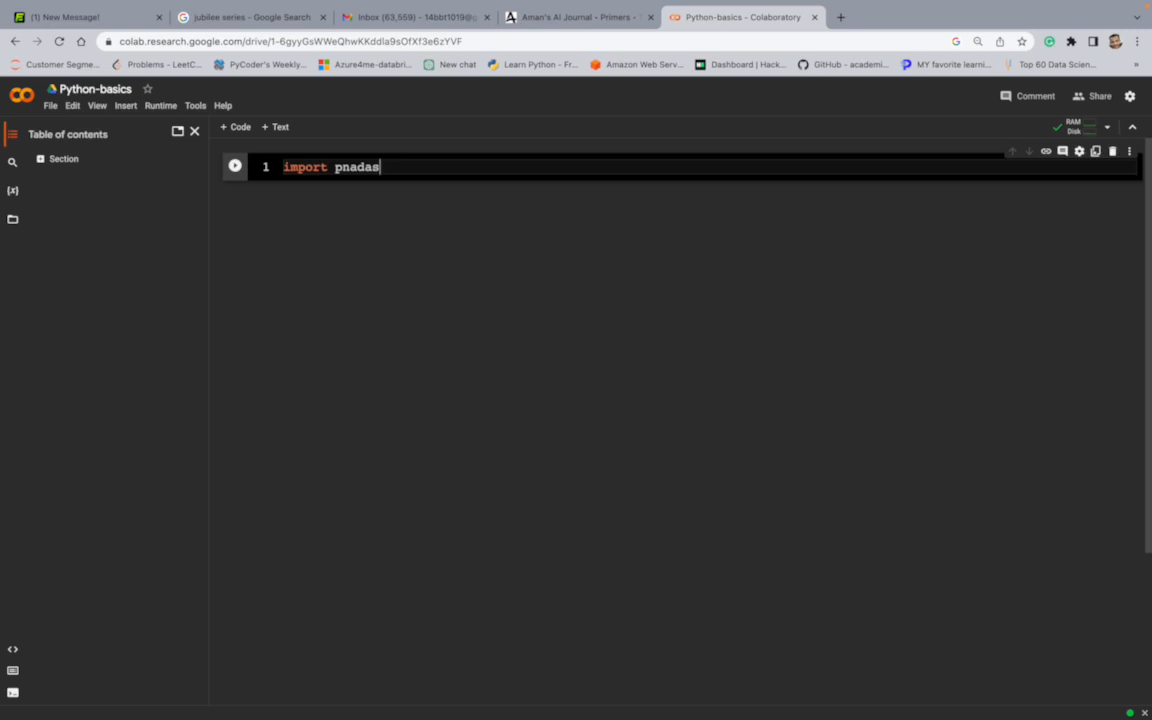 (1) New Message!
jubilee series - Google Search
Inbox (63,559) - 14bbt1019@
Aman's AI Journal • Primers •
Python-basics - Colaboratory
colab.research.google.com/drive/1-6gyyGsWWeQhwKKddla9sOfXf3e6zYVF
Customer Segme...
Problems - LeetC...
PyCoder's Weekly...
Azure4me-databri...
New chat
Learn Python - Fr...
Amazon Web Serv...
Dashboard | Hack...
GitHub - academi...
MY favorite learni...
Top 60 Data Scien...
»
Python-basics
File Edit View Insert Runtime Tools Help
Comment
Share
Table of contents
+ Code + Text
RAM
Disk
Section
1 import pnadas